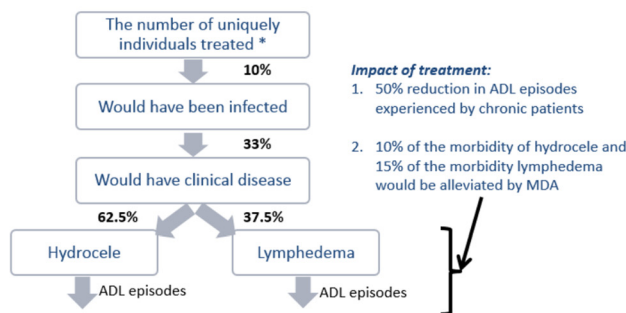 The number of uniquely
individuals treated *
10%
Would have been infected
33%
Would have clinical disease
62.5%
37.5%
Hydrocele
Lymphedema
ADL episodes
ADL episodes
Impact of treatment:
1. 50% reduction in ADL episodes
experienced by chronic patients
2. 10% of the morbidity of hydrocele and
15% of the morbidity lymphedema
would be alleviated by MDA